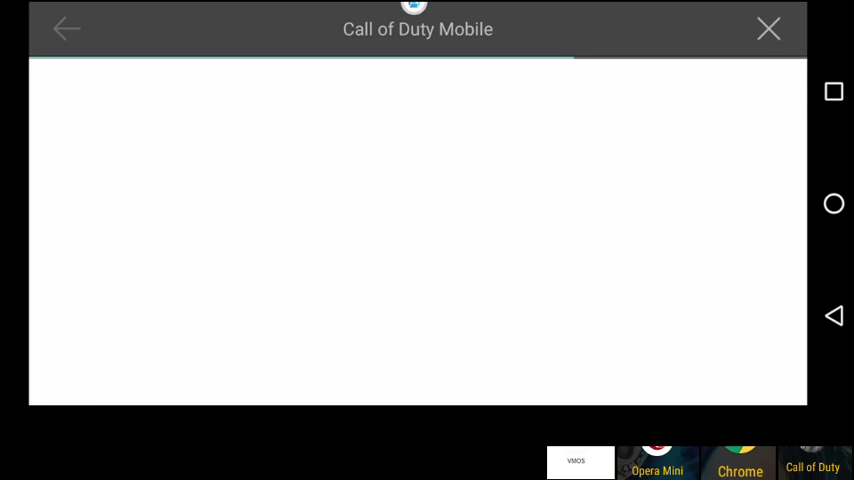 Call of Duty Mobile
VMOS
Opera Mini
Chrome
Call of Duty